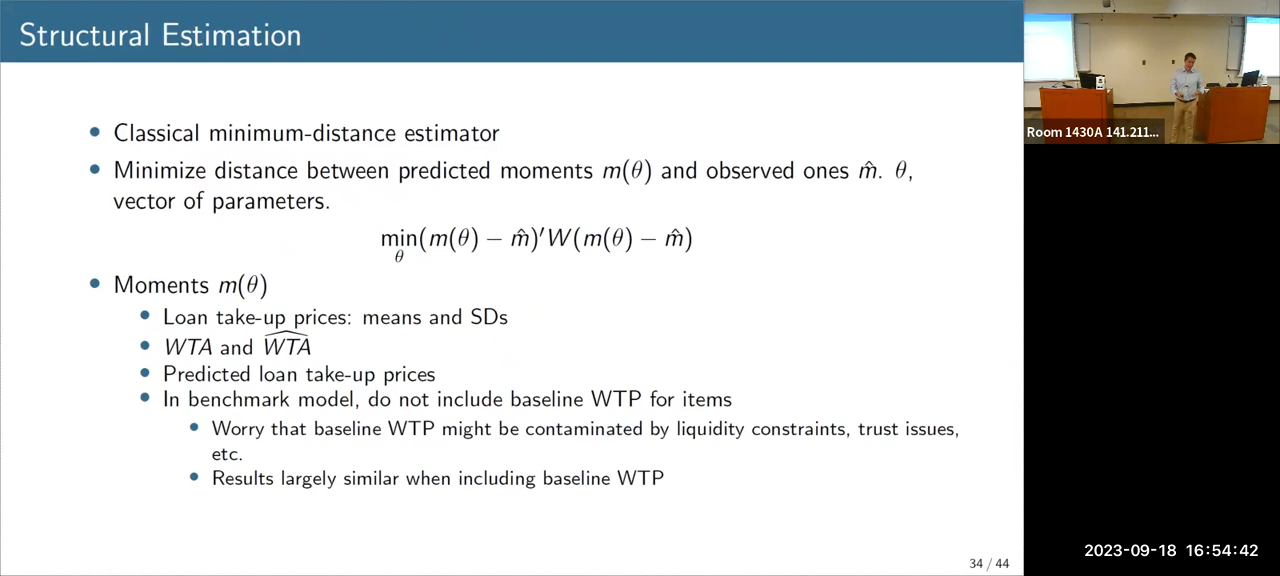 Structural Estimation
• Classical minimum-distance estimator
• Minimize distance between predicted moments m(θ) and observed ones m̂. θ,
vector of parameters.
min(m(θ) − m̂)′W(m(θ) − m̂)
θ
• Moments m(θ)
• Loan take-up prices: means and SDs
• WTA and \widehat{WTA}
• Predicted loan take-up prices
• In benchmark model, do not include baseline WTP for items
• Worry that baseline WTP might be contaminated by liquidity constraints, trust issues,
etc.
• Results largely similar when including baseline WTP
34 / 44
Room 1430A 141.211...
2023-09-18 16:54:42